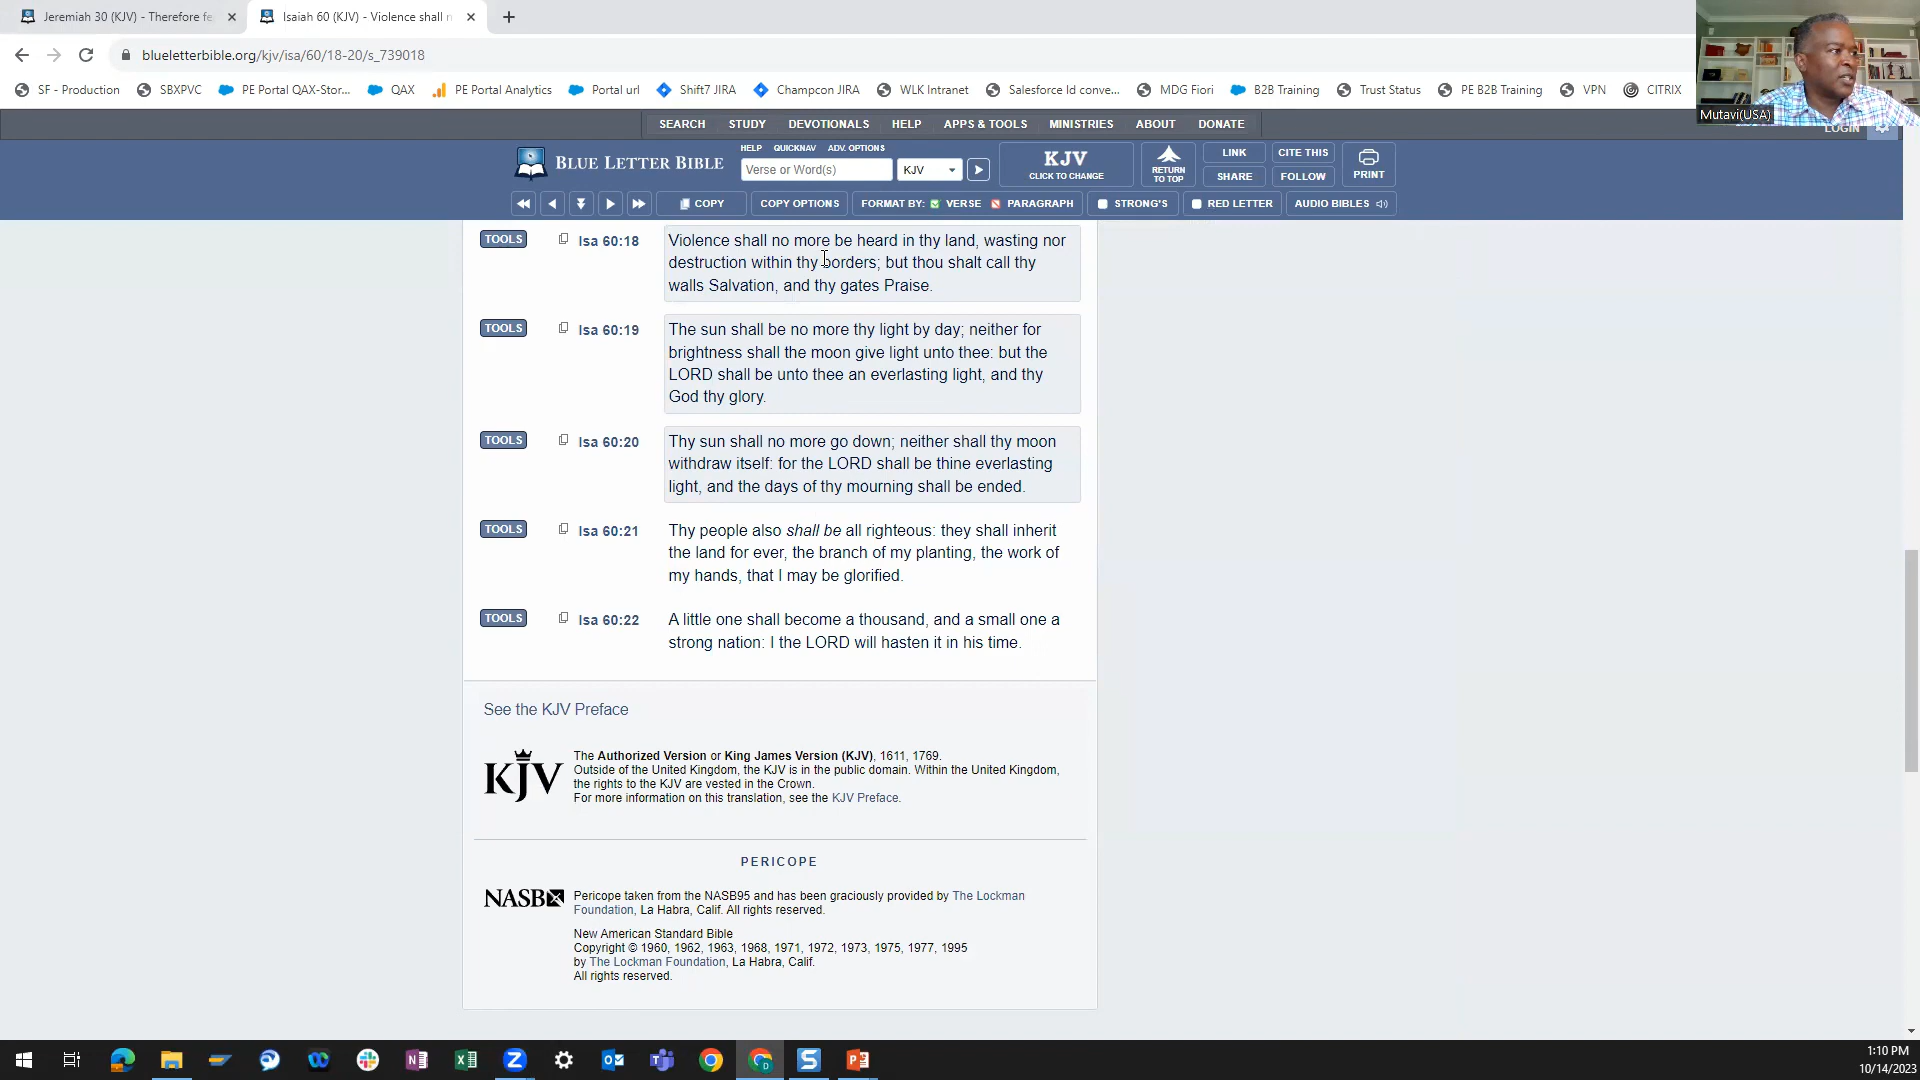 Jeremiah 30 (KJV) - Therefore fe
Isaiah 60 (KJV) - Violence shall n
blueletterbible.org/kjv/isa/60/18-20/s_739018
SF - Production
SBXPVC
PE Portal QAX-Stor...
QAX
PE Portal Analytics
Portal url
Shift7 JIRA
Champcon JIRA
WLK Intranet
Salesforce Id conve...
MDG Fiori
B2B Training
Trust Status
PE B2B Training
VPN
CITRIX
Mutavi(USA)
LOGIN
SEARCH STUDY DEVOTIONALS HELP APPS & TOOLS MINISTRIES ABOUT DONATE
BLUE LETTER BIBLE
HELP QUICKNAV ADV. OPTIONS
Verse or Word(s)
KJV
KJV
CLICK TO CHANGE
RETURN
TO TOP
LINK
CITE THIS
SHARE
FOLLOW
PRINT
COPY
COPY OPTIONS
FORMAT BY: VERSE PARAGRAPH
STRONG'S
RED LETTER
AUDIO BIBLES
TOOLS Isa 60:18 Violence shall no more be heard in thy land, wasting nor
destruction within thy borders; but thou shalt call thy
walls Salvation, and thy gates Praise.
TOOLS Isa 60:19 The sun shall be no more thy light by day; neither for
brightness shall the moon give light unto thee: but the
LORD shall be unto thee an everlasting light, and thy
God thy glory.
TOOLS Isa 60:20 Thy sun shall no more go down; neither shall thy moon
withdraw itself: for the LORD shall be thine everlasting
light, and the days of thy mourning shall be ended.
TOOLS Isa 60:21 Thy people also shall be all righteous: they shall inherit
the land for ever, the branch of my planting, the work of
my hands, that I may be glorified.
TOOLS Isa 60:22 A little one shall become a thousand, and a small one a
strong nation: I the LORD will hasten it in his time.
See the KJV Preface
KJV
The Authorized Version or King James Version (KJV), 1611, 1769.
Outside of the United Kingdom, the KJV is in the public domain. Within the United Kingdom,
the rights to the KJV are vested in the Crown.
For more information on this translation, see the KJV Preface.
PERICOPE
NASB
Pericope taken from the NASB95 and has been graciously provided by The Lockman
Foundation, La Habra, Calif. All rights reserved.
New American Standard Bible
Copyright © 1960, 1962, 1963, 1968, 1971, 1972, 1973, 1975, 1977, 1995
by The Lockman Foundation, La Habra, Calif.
All rights reserved.
1:10 PM
10/14/2023